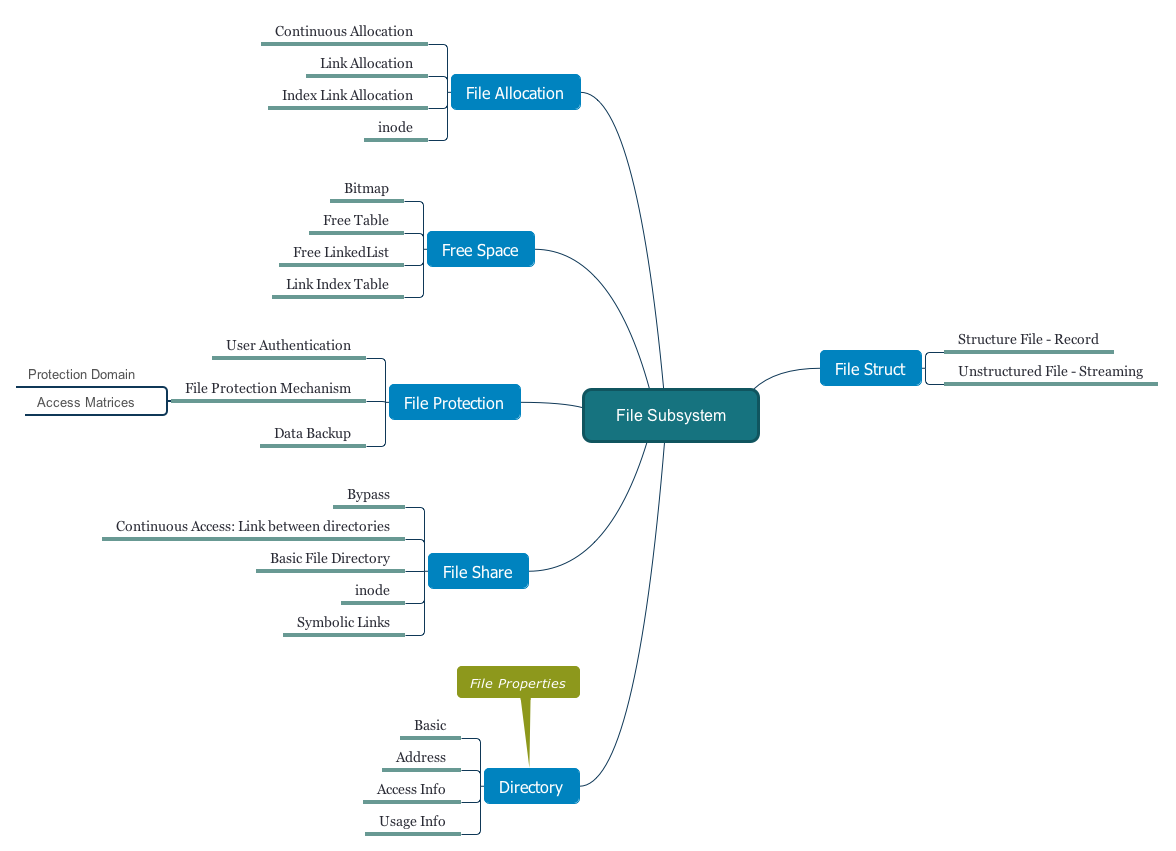 Continuous Allocation
Link Allocation
Index Link Allocation
inode
File Allocation
Bitmap
Free Table
Free LinkedList
Link Index Table
Free Space
User Authentication
Protection Domain
Access Matrices
File Protection Mechanism
Data Backup
File Protection
Bypass
Continuous Access: Link between directories
Basic File Directory
inode
Symbolic Links
File Share
File Properties
Basic
Address
Access Info
Usage Info
Directory
File Subsystem
File Struct
Structure File - Record
Unstructured File - Streaming